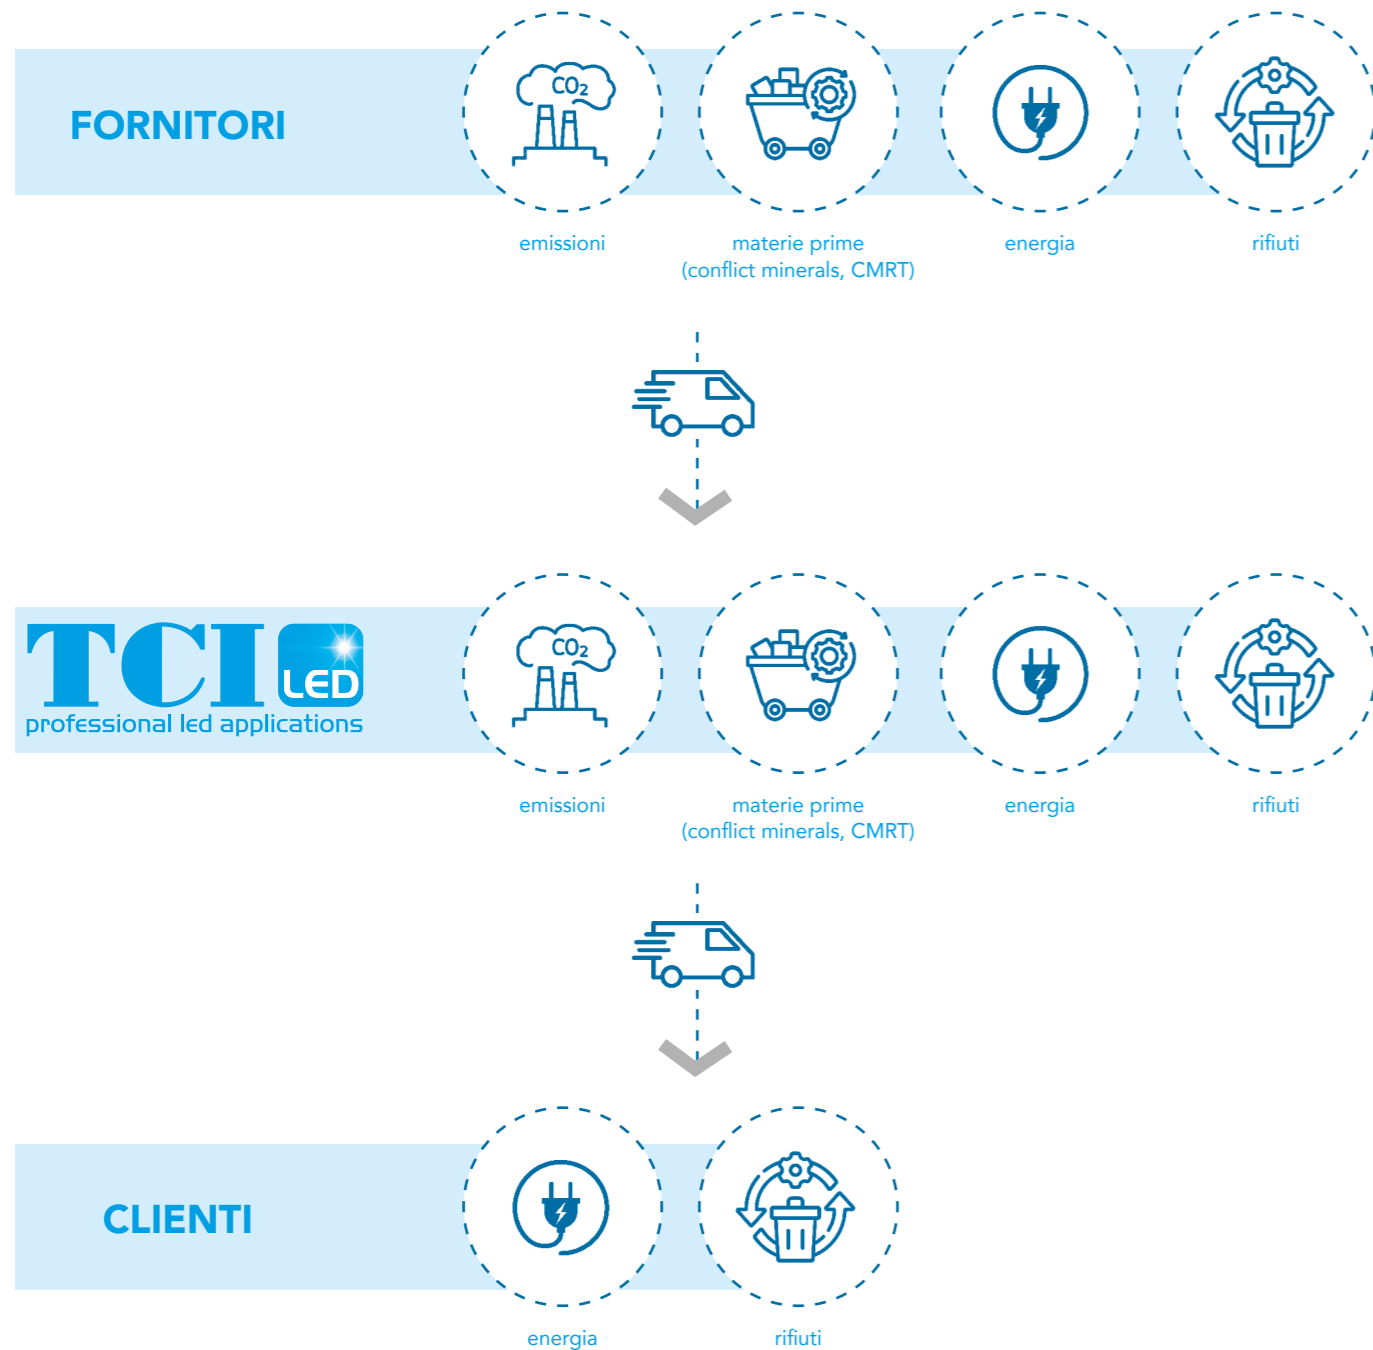 FORNITORI
CO₂
emissioni
materie prime
(conflict minerals, CMRT)
energia
rifiuti
TCI
LED
professional led applications
CO₂
emissioni
materie prime
(conflict minerals, CMRT)
energia
rifiuti
CLIENTI
energia
rifiuti